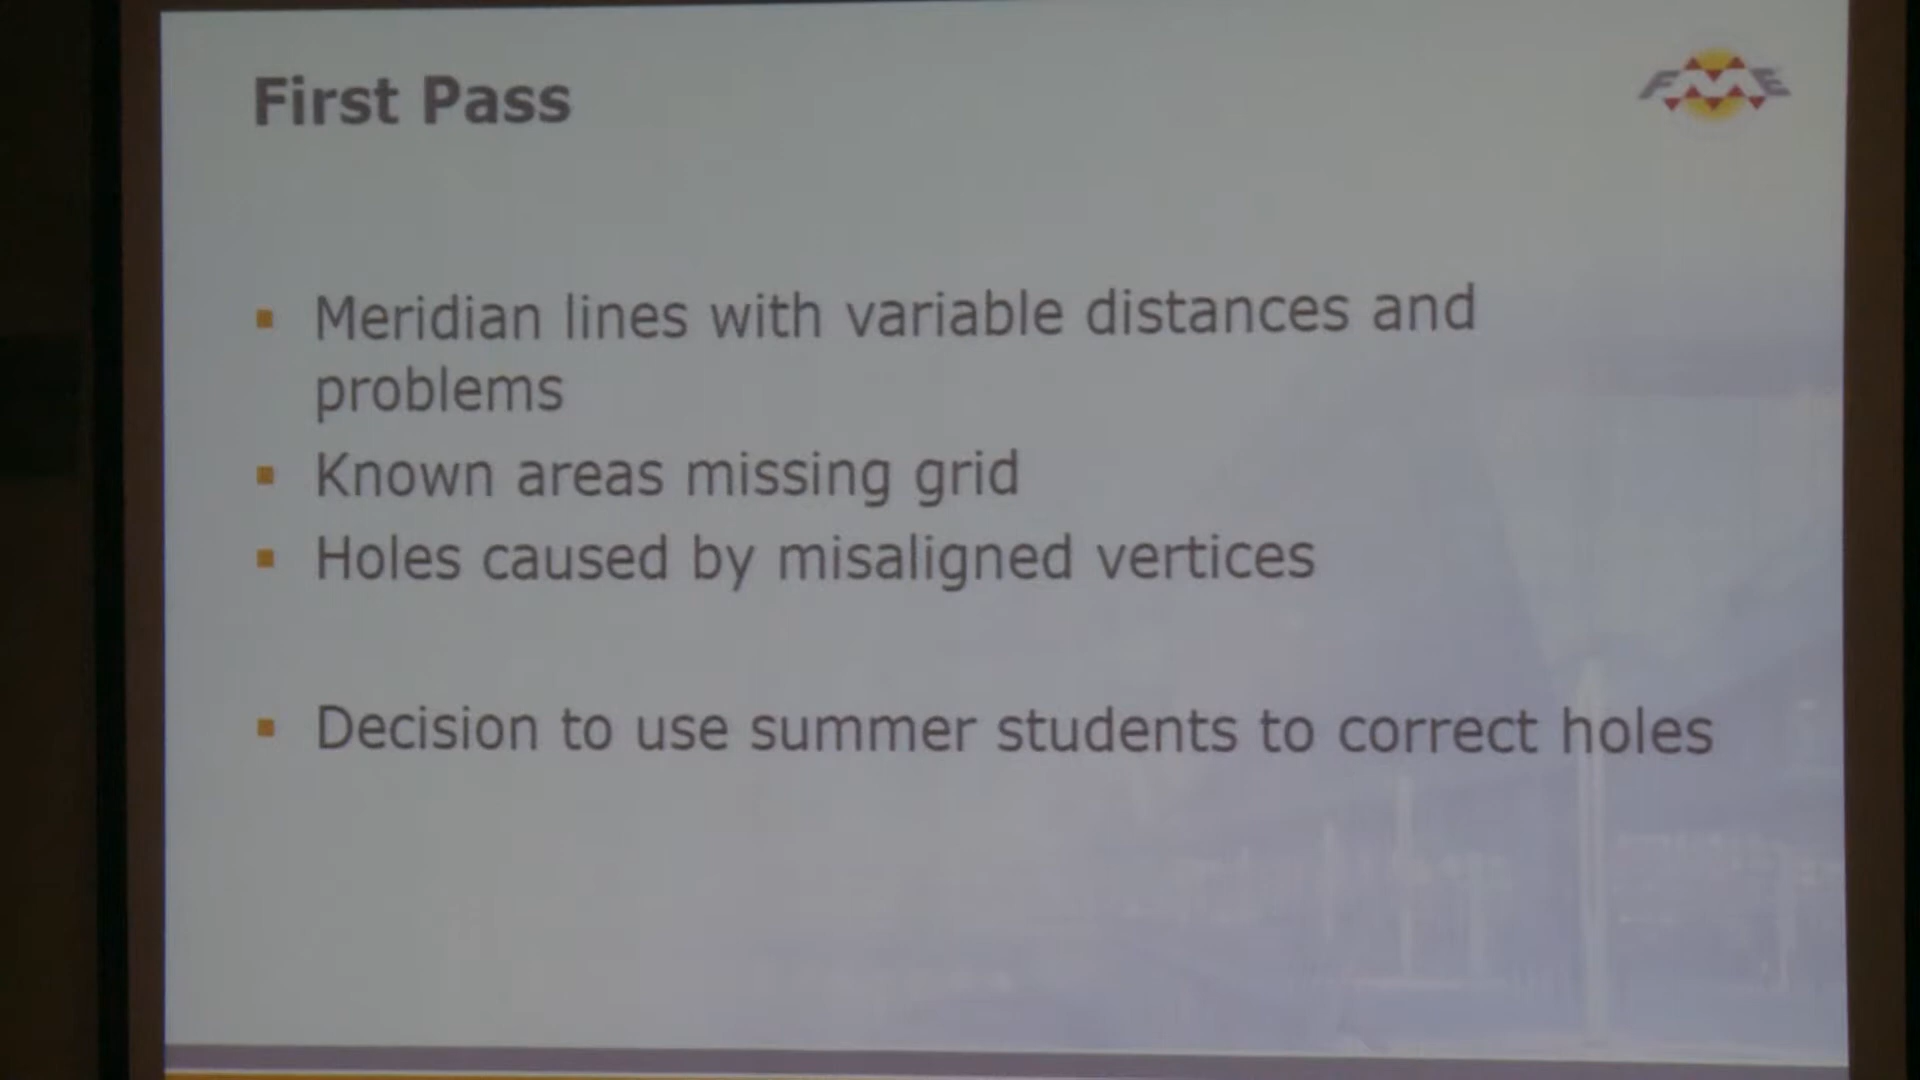 First Pass
FME
Meridian lines with variable distances and
problems
Known areas missing grid
Holes caused by misaligned vertices
Decision to use summer students to correct holes